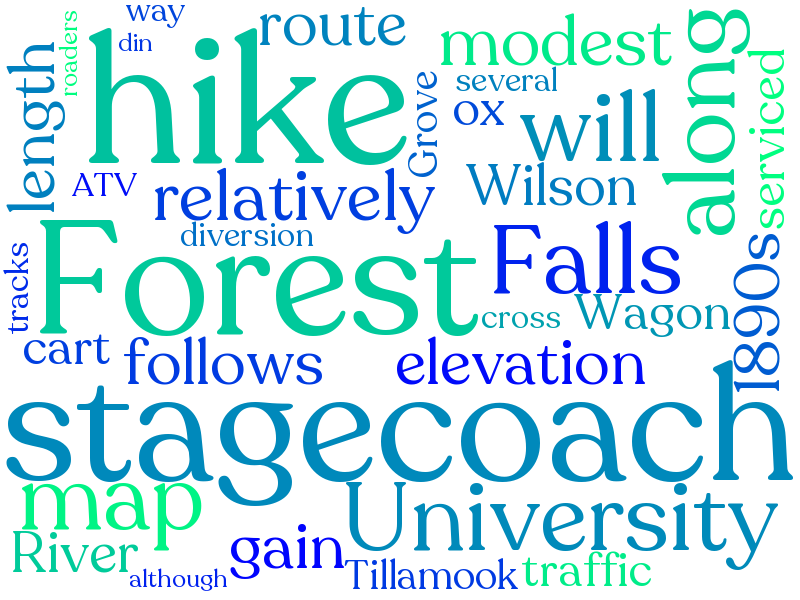 way
din
roaders
hike
route
modest
several
along
serviced
length
Grove
ox
will
ATV
relatively
Wilson
diversion
Forest
Falls
tracks
cross
Wagon
1890s
cart
follows
elevation
stagecoach
map
University
River
gain
although
Tillamook
traffic